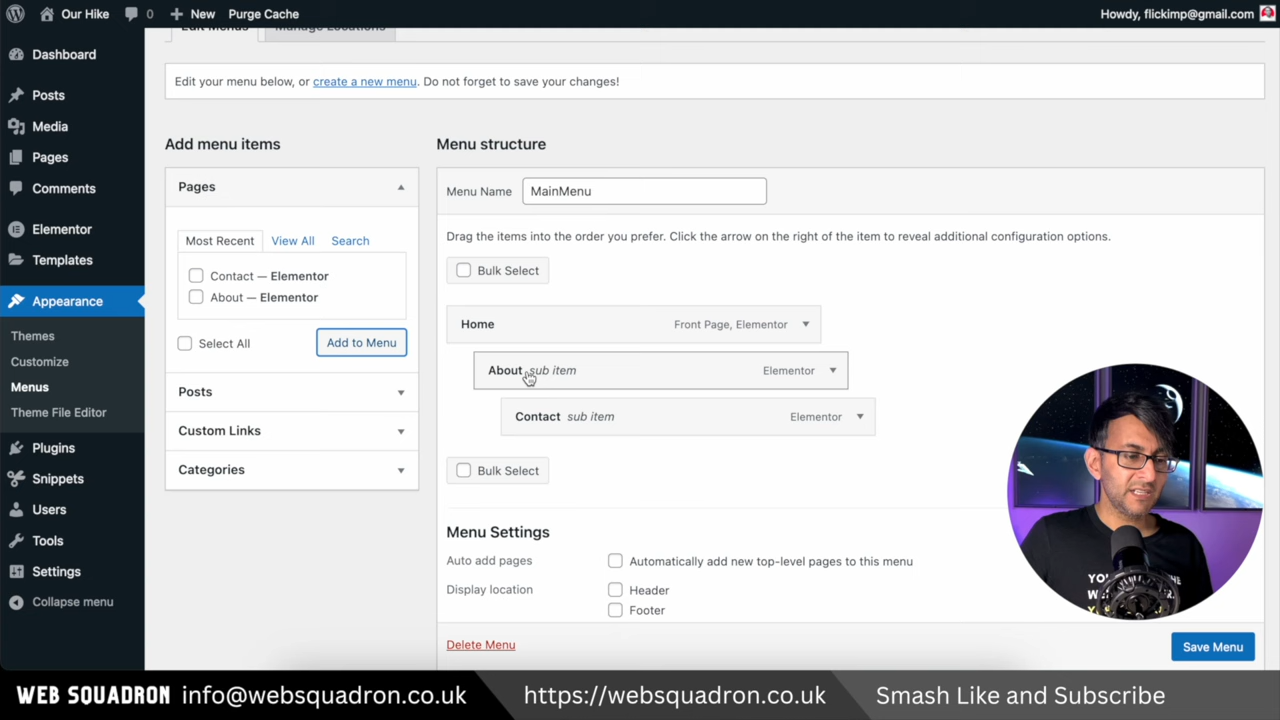 Our Hike
0
New
Purge Cache
Howdy, flickimp@gmail.com
Dashboard
Posts
Media
Pages
Comments
Elementor
Templates
Appearance
Themes
Customize
Menus
Theme File Editor
Plugins
Snippets
Users
Tools
Settings
Collapse menu
Edit Menus
Manage Locations
Edit your menu below, or create a new menu. Do not forget to save your changes!
Add menu items
Pages
Most Recent
View All
Search
Contact — Elementor
About — Elementor
Select All
Add to Menu
Posts
Custom Links
Categories
Menu structure
Menu Name
MainMenu
Drag the items into the order you prefer. Click the arrow on the right of the item to reveal additional configuration options.
Bulk Select
Home
Front Page, Elementor
About sub item
Elementor
Contact sub item
Elementor
Bulk Select
Menu Settings
Auto add pages
Automatically add new top-level pages to this menu
Display location
Header
Footer
Delete Menu
Save Menu
WEB SQUADRON info@websquadron.co.uk
https://websquadron.co.uk
Smash Like and Subscribe